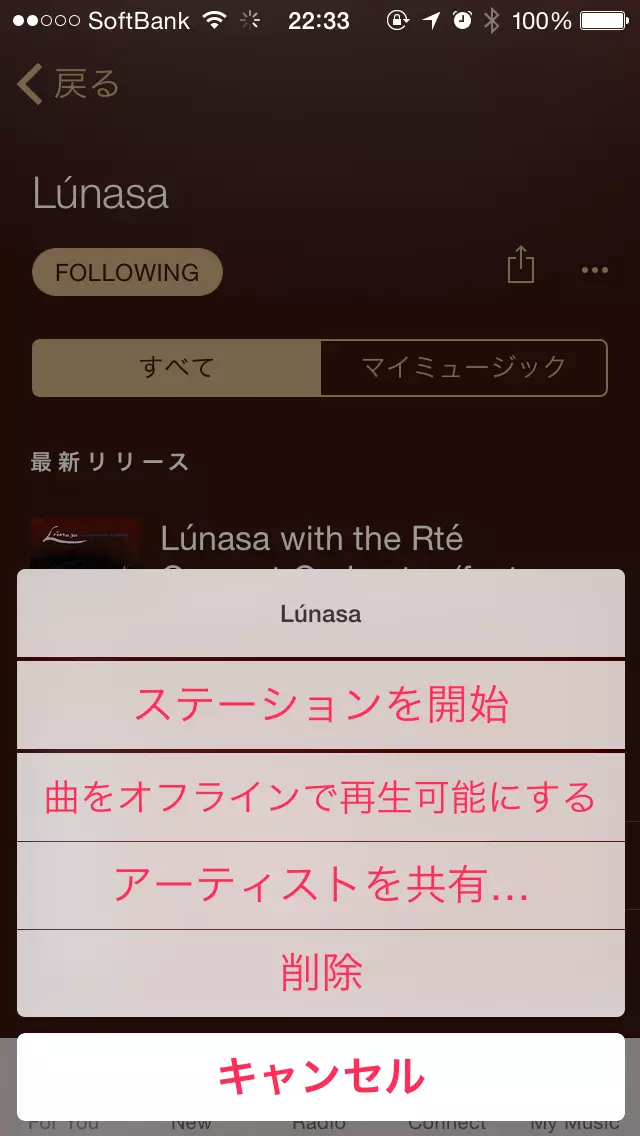 SoftBank 22:33 100%
戻る
Lúnasa
FOLLOWING
すべて マイミュージック
最新リリース
Lúnasa
Lúnasa with the Rté
Lúnasa
ステーションを開始
曲をオフラインで再生可能にする
アーティストを共有...
削除
キャンセル
For You New Radio Connect My Music